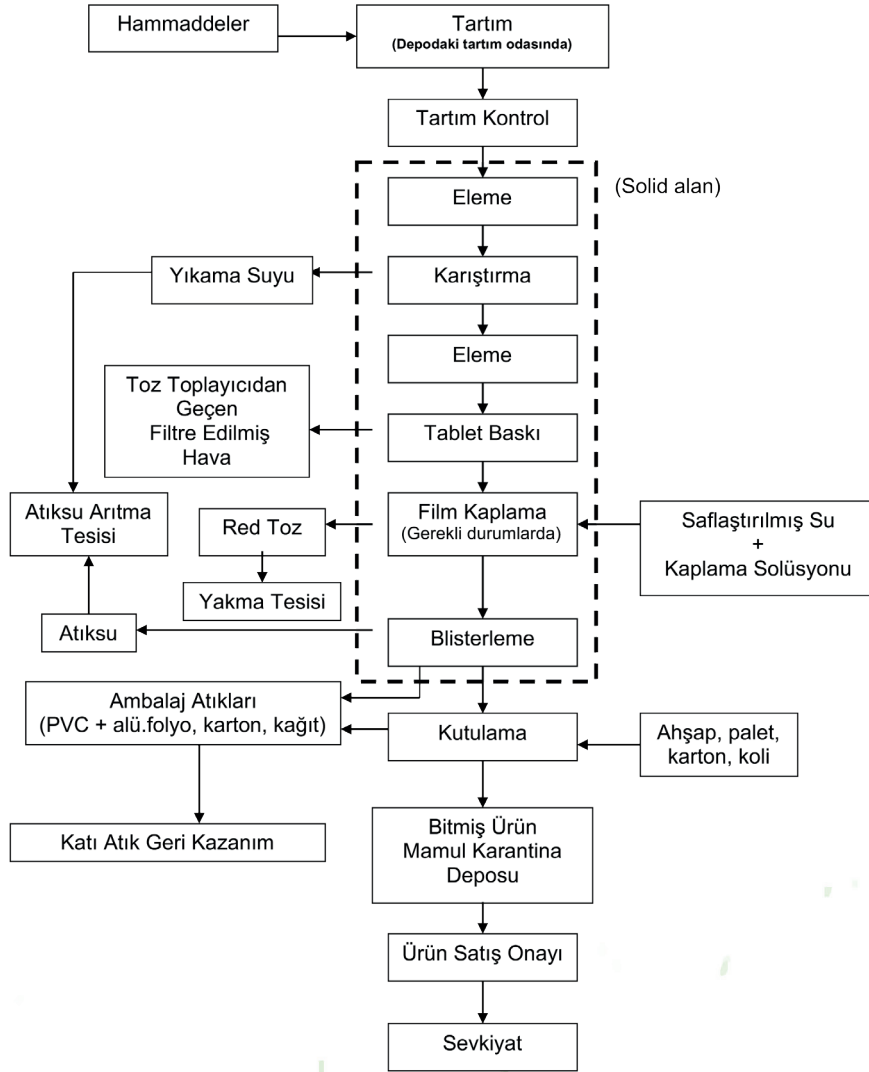 Hammaddeler
Tartım
(Depodaki tartım odasında)
Tartım Kontrol
(Solid alan)
Eleme
Yıkama Suyu
Karıştırma
Eleme
Toz Toplayıcıdan
Geçen
Filtre Edilmiş
Hava
Tablet Baskı
Atıksu Arıtma
Tesisi
Red Toz
Film Kaplama
(Gerekli durumlarda)
Saflaştırılmış Su
+
Kaplama Solüsyonu
Yakma Tesisi
Atıksu
Blisterleme
Ambalaj Atıkları
(PVC + alü.folyo, karton, kağıt)
Kutulama
Ahşap, palet,
karton, koli
Katı Atık Geri Kazanım
Bitmiş Ürün
Mamul Karantina
Deposu
Ürün Satış Onayı
Sevkiyat